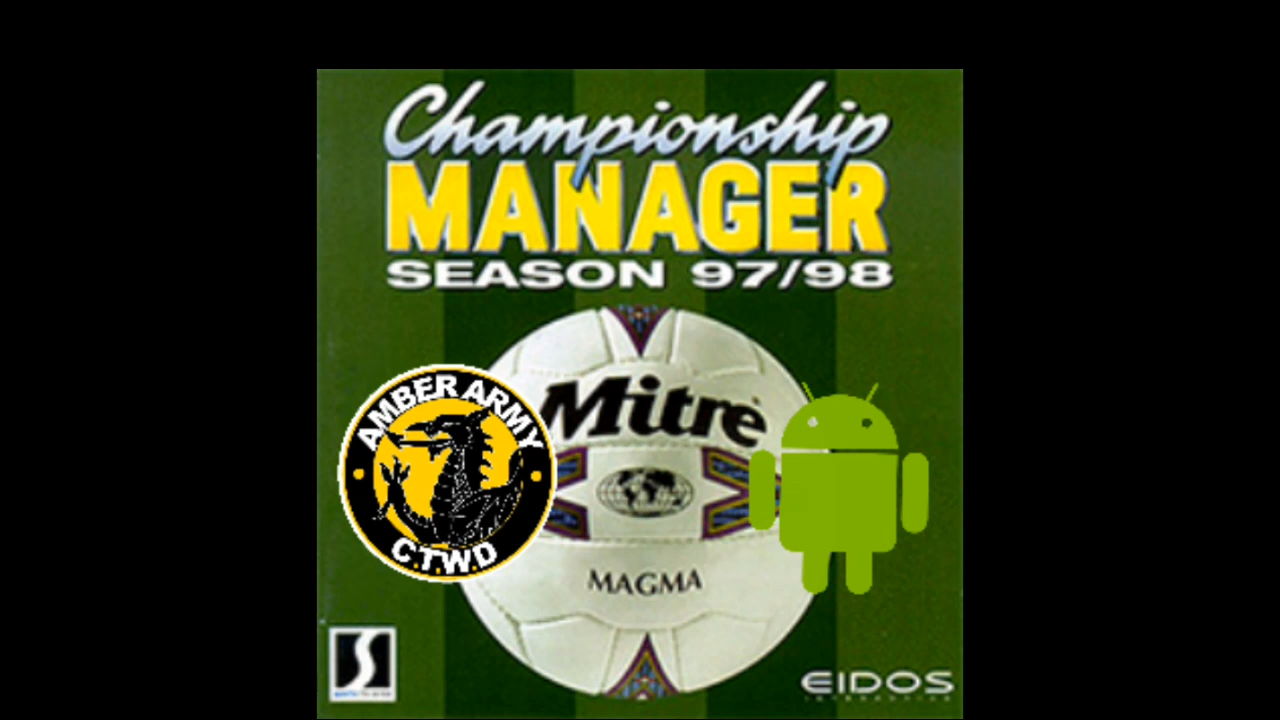 Championship
MANAGER
SEASON 97/98
Mitre
AMBER ARMY
C.T.W.D
MAGMA
EIDOS